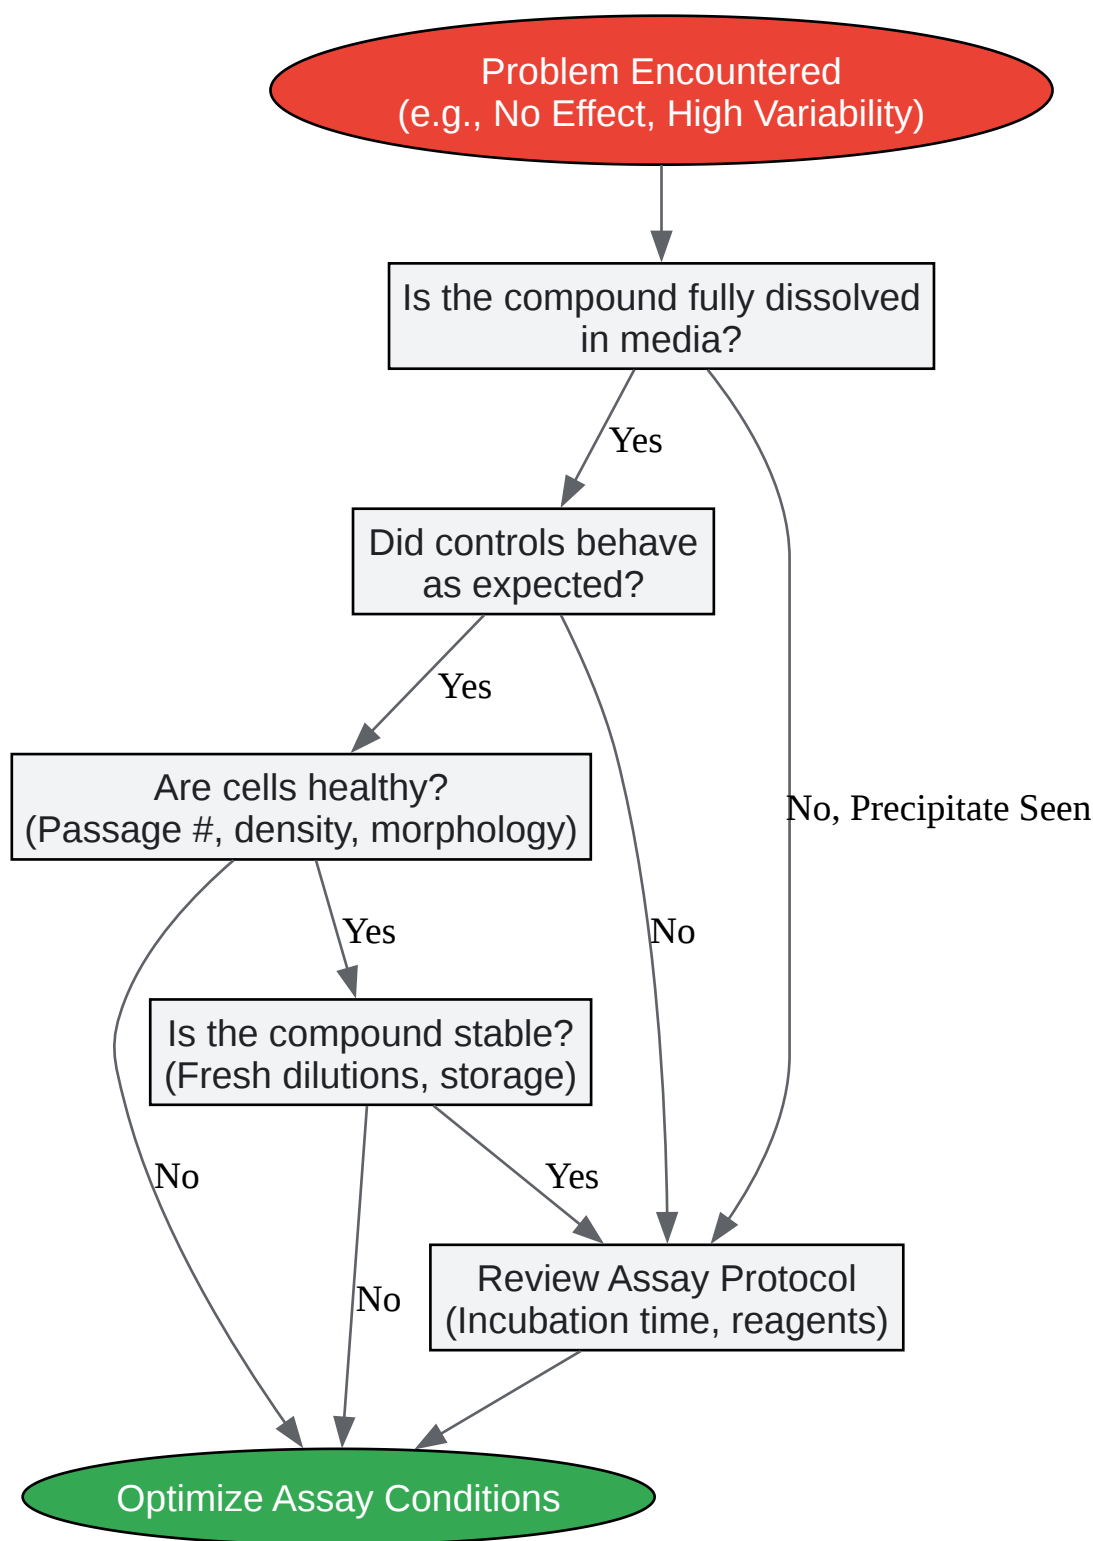 Problem Encountered
(e.g., No Effect, High Variability)
Is the compound fully dissolved
in media?
Yes
Did controls behave
as expected?
Yes
Are cells healthy?
(Passage #, density, morphology)
No, Precipitate Seen
Yes
No
Is the compound stable?
(Fresh dilutions, storage)
No
Yes
No
Review Assay Protocol
(Incubation time, reagents)
Optimize Assay Conditions